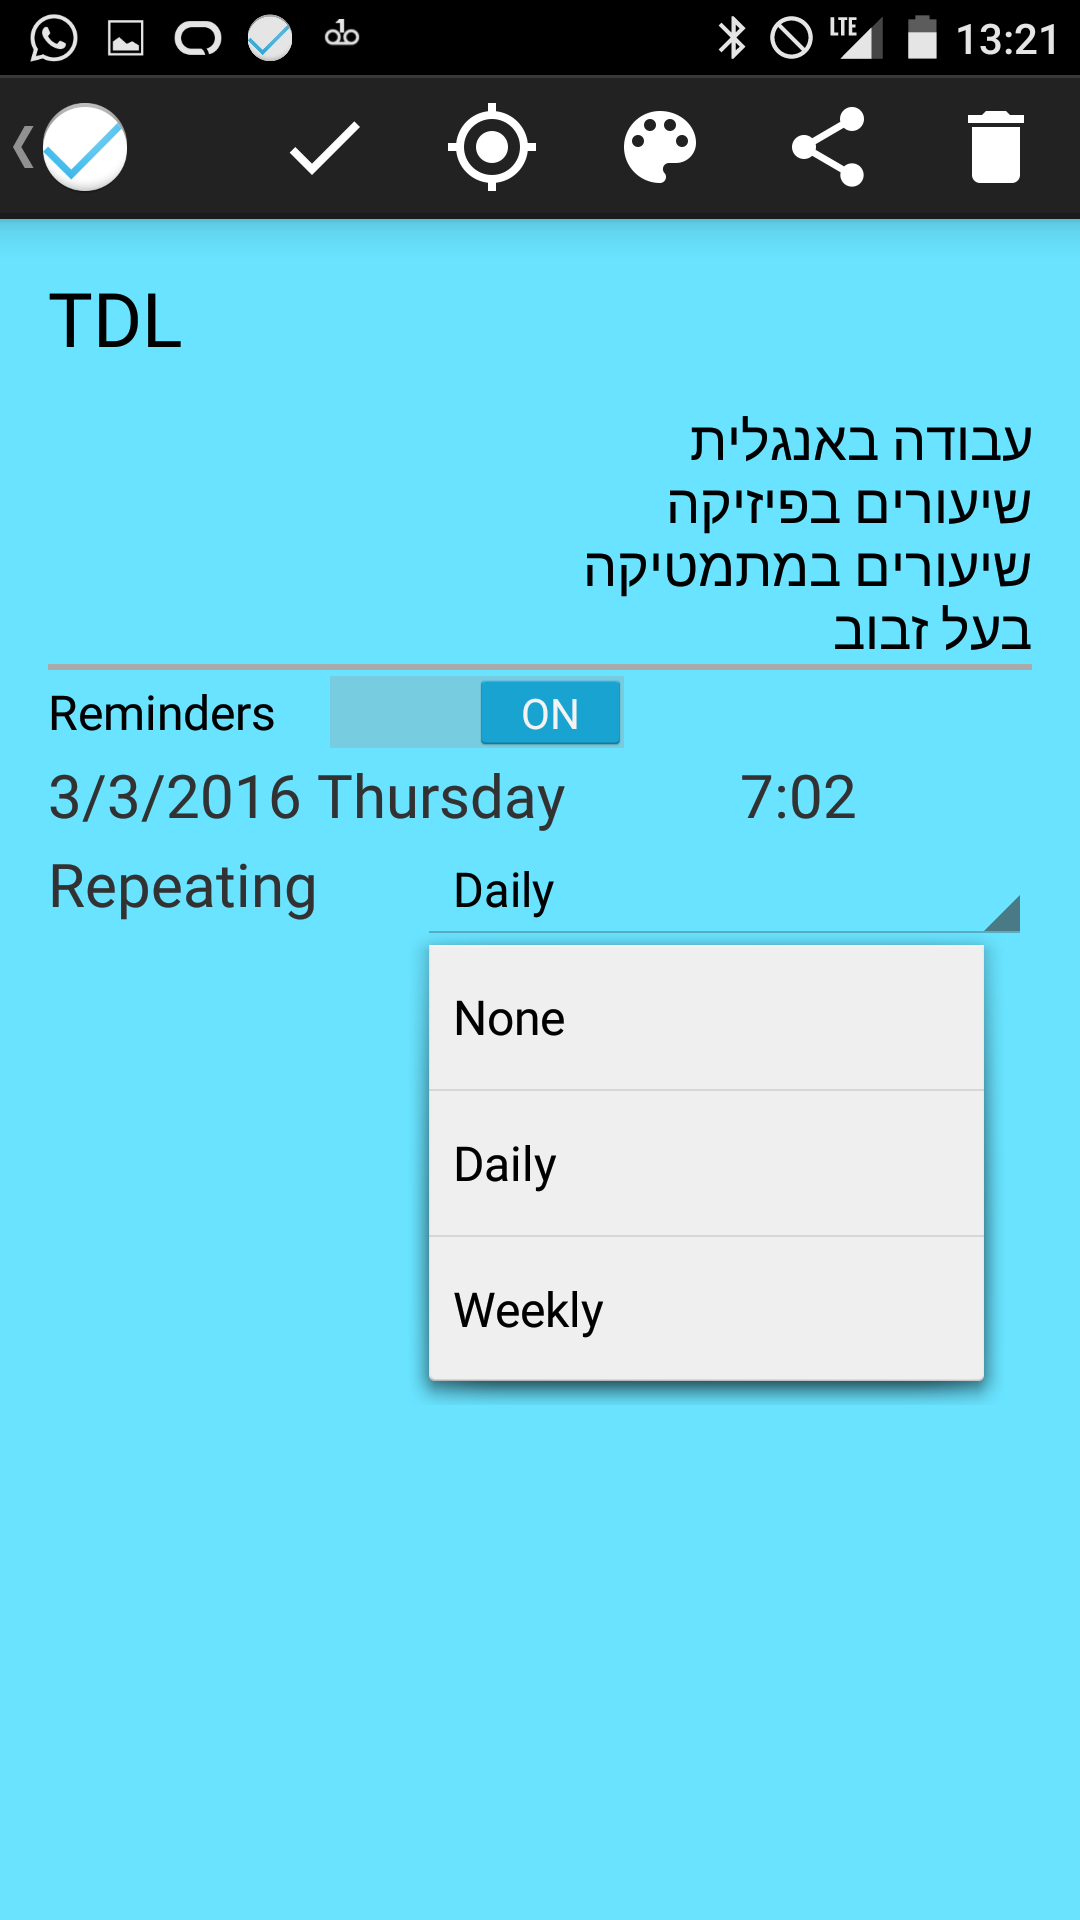 LTE 13:21
TDL
עבודה באנגלית
שיעורים בפיזיקה
שיעורים במתמטיקה
בעל זבוב
Reminders ON
3/3/2016 Thursday 7:02
Repeating Daily
None
Daily
Weekly